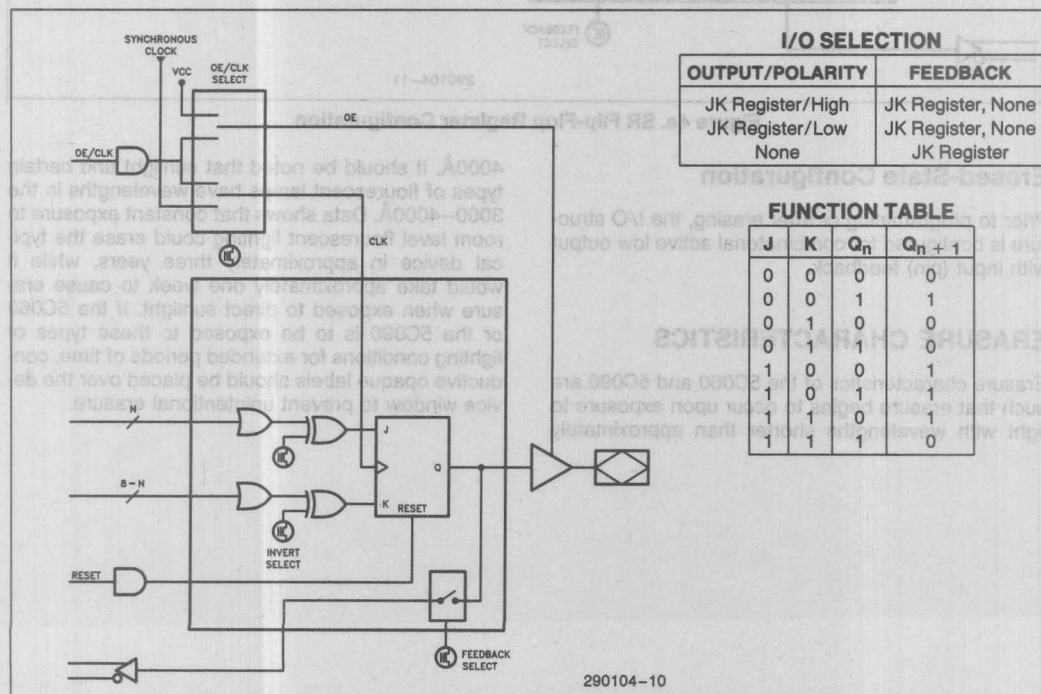 SYNCHRONOUS
CLOCK
VCC
OE/CLK
SELECT
OE
OE/CLK
CLK
N
J
Q
8-N
K
RESET
INVERT
SELECT
RESET
FEEDBACK
SELECT
290104-10
I/O SELECTION
OUTPUT/POLARITY FEEDBACK
JK Register/High JK Register, None
JK Register/Low JK Register, None
None JK Register
FUNCTION TABLE
J K Qn Qn + 1
0 0 0 0
0 0 1 1
0 1 0 0
0 1 1 0
1 0 0 1
1 0 1 1
1 1 0 1
1 1 1 0